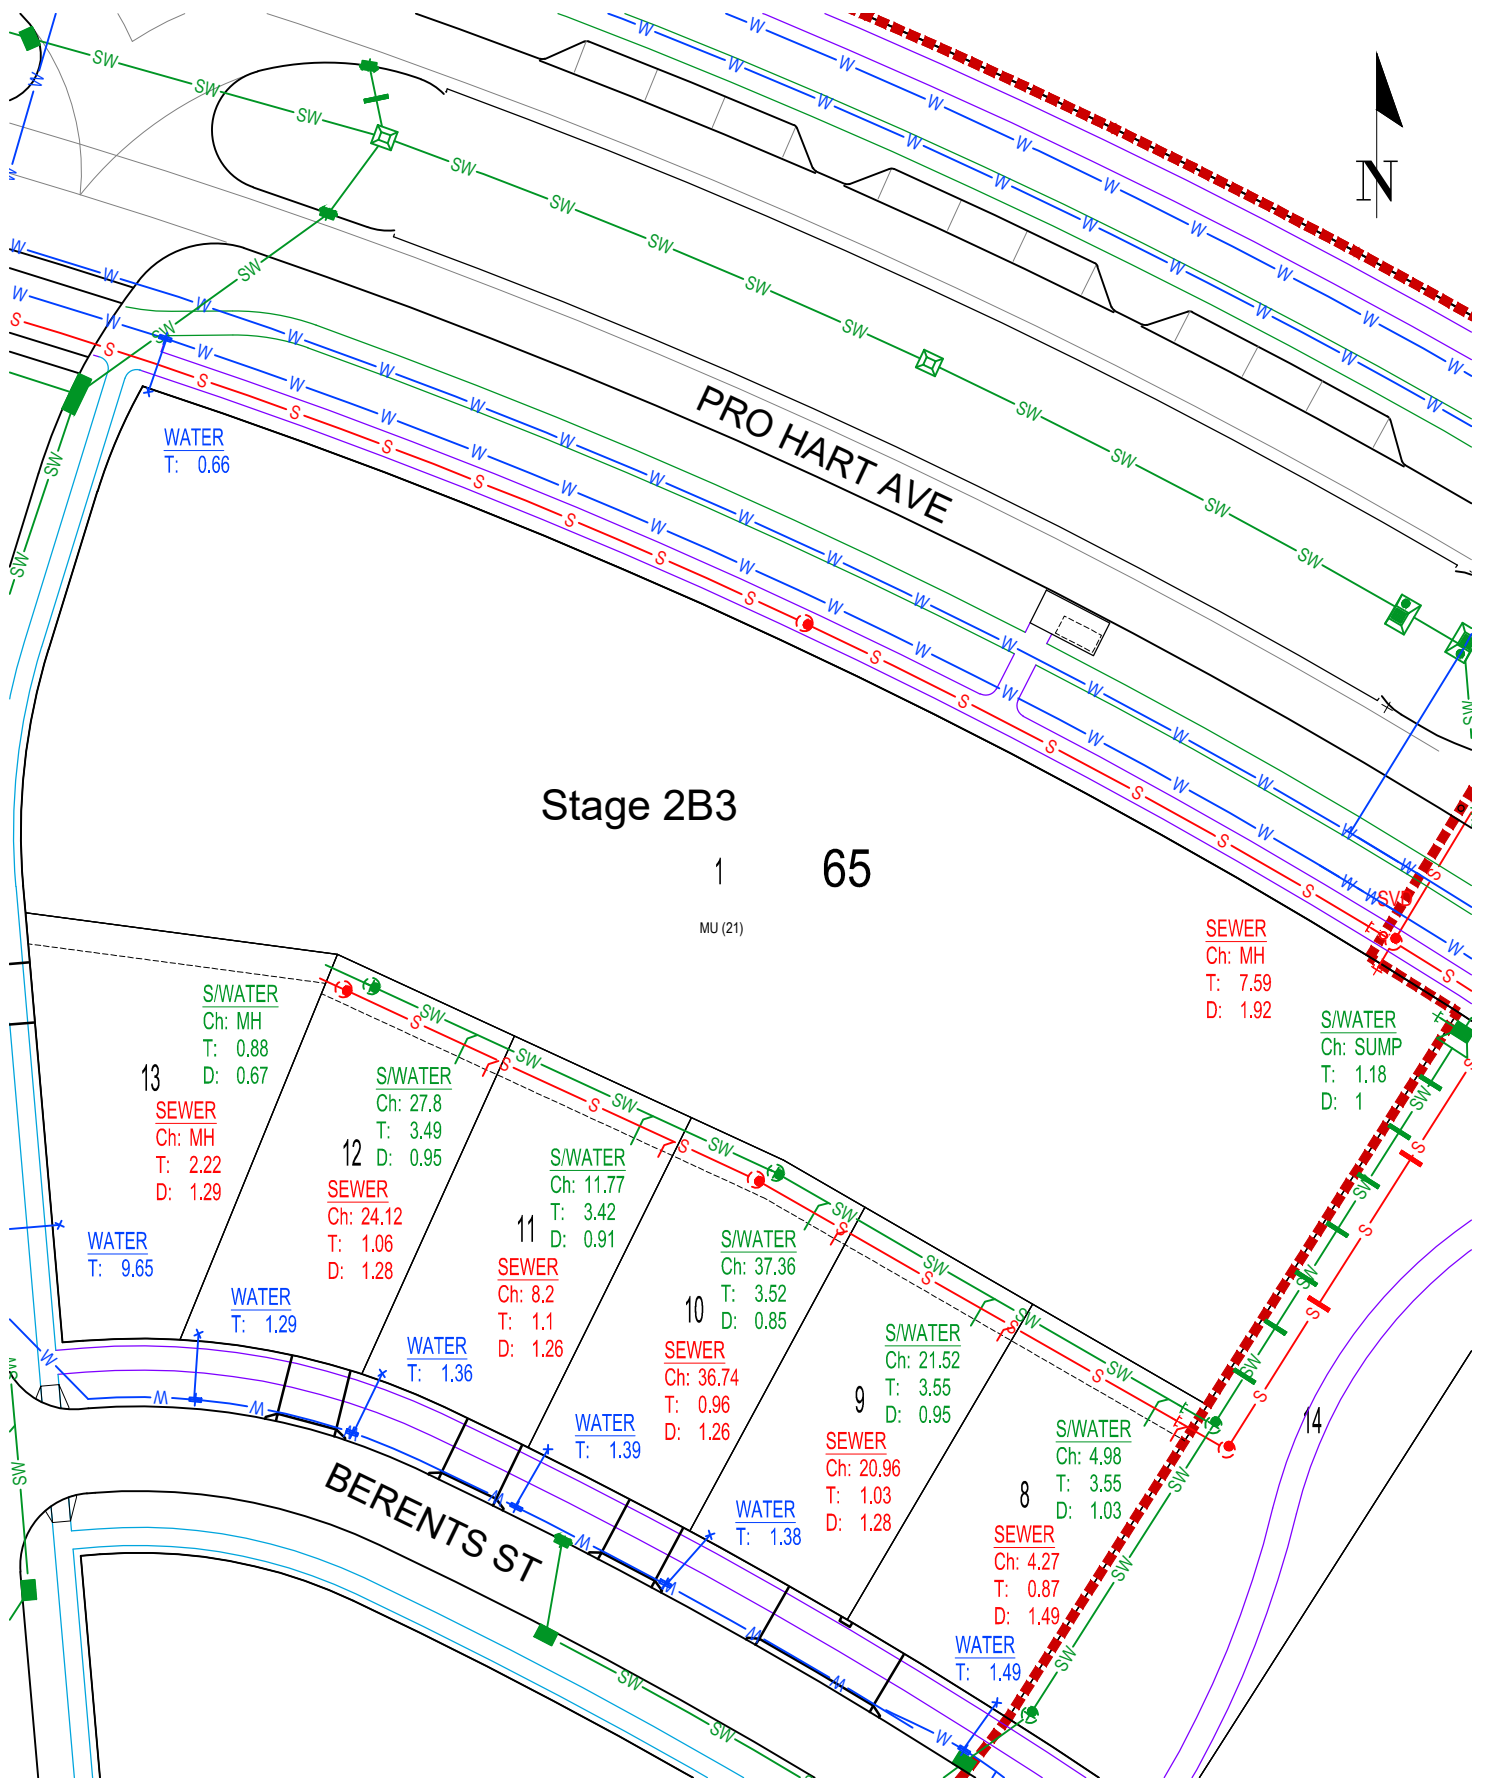 N
PRO HART AVE
WATER
T: 0.66
Stage 2B3
1
65
MU (21)
SEWER
Ch: MH
T: 7.59
D: 1.92
S/WATER
Ch: SUMP
T: 1.18
D: 1
13
S/WATER
Ch: MH
T: 0.88
D: 0.67
SEWER
Ch: MH
T: 2.22
D: 1.29
WATER
T: 9.65
12
S/WATER
Ch: 27.8
T: 3.49
D: 0.95
SEWER
Ch: 24.12
T: 1.06
D: 1.28
WATER
T: 1.29
11
S/WATER
Ch: 11.77
T: 3.42
D: 0.91
SEWER
Ch: 8.2
T: 1.1
D: 1.26
WATER
T: 1.36
10
S/WATER
Ch: 37.36
T: 3.52
D: 0.85
SEWER
Ch: 36.74
T: 0.96
D: 1.26
WATER
T: 1.39
9
S/WATER
Ch: 21.52
T: 3.55
D: 0.95
SEWER
Ch: 20.96
T: 1.03
D: 1.28
WATER
T: 1.38
8
S/WATER
Ch: 4.98
T: 3.55
D: 1.03
SEWER
Ch: 4.27
T: 0.87
D: 1.49
WATER
T: 1.49
14
BERENTS ST